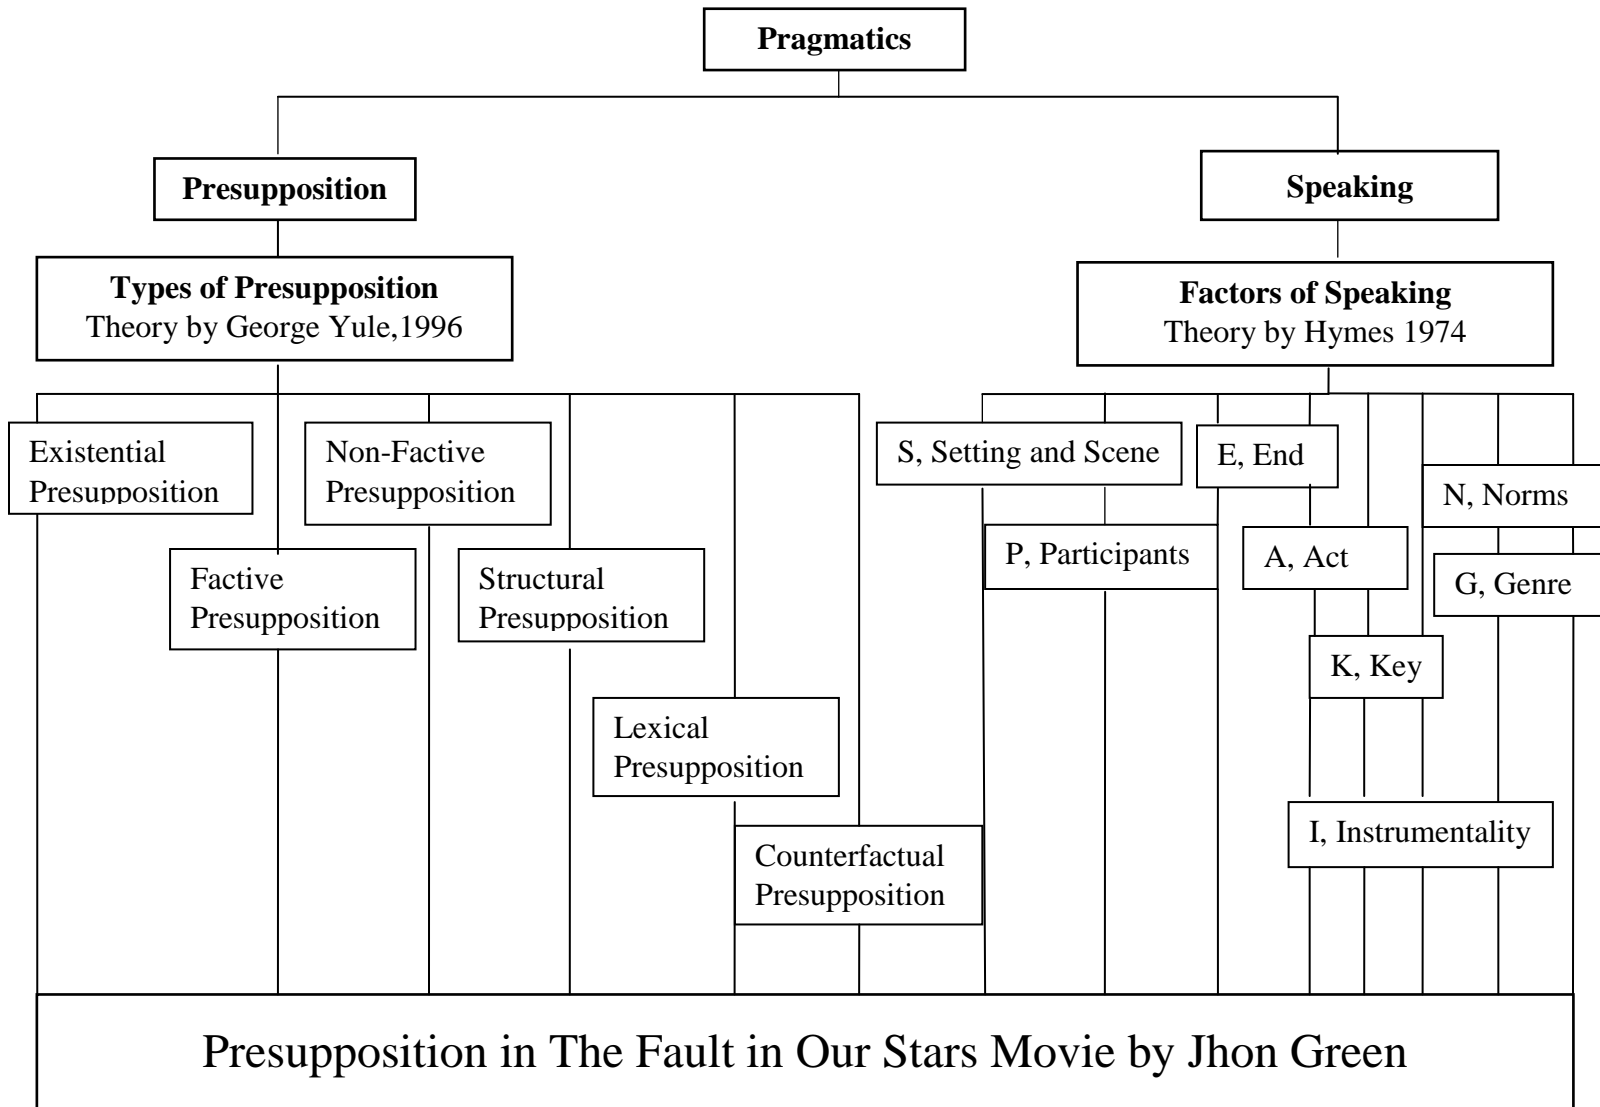 Pragmatics
Presupposition
Speaking
Types of Presupposition
Theory by George Yule,1996
Factors of Speaking
Theory by Hymes 1974
Existential
Presupposition
Non-Factive
Presupposition
Factive
Presupposition
Structural
Presupposition
Lexical
Presupposition
Counterfactual
Presupposition
S, Setting and Scene
P, Participants
E, End
A, Act
K, Key
I, Instrumentality
N, Norms
G, Genre
Presupposition in The Fault in Our Stars Movie by Jhon Green